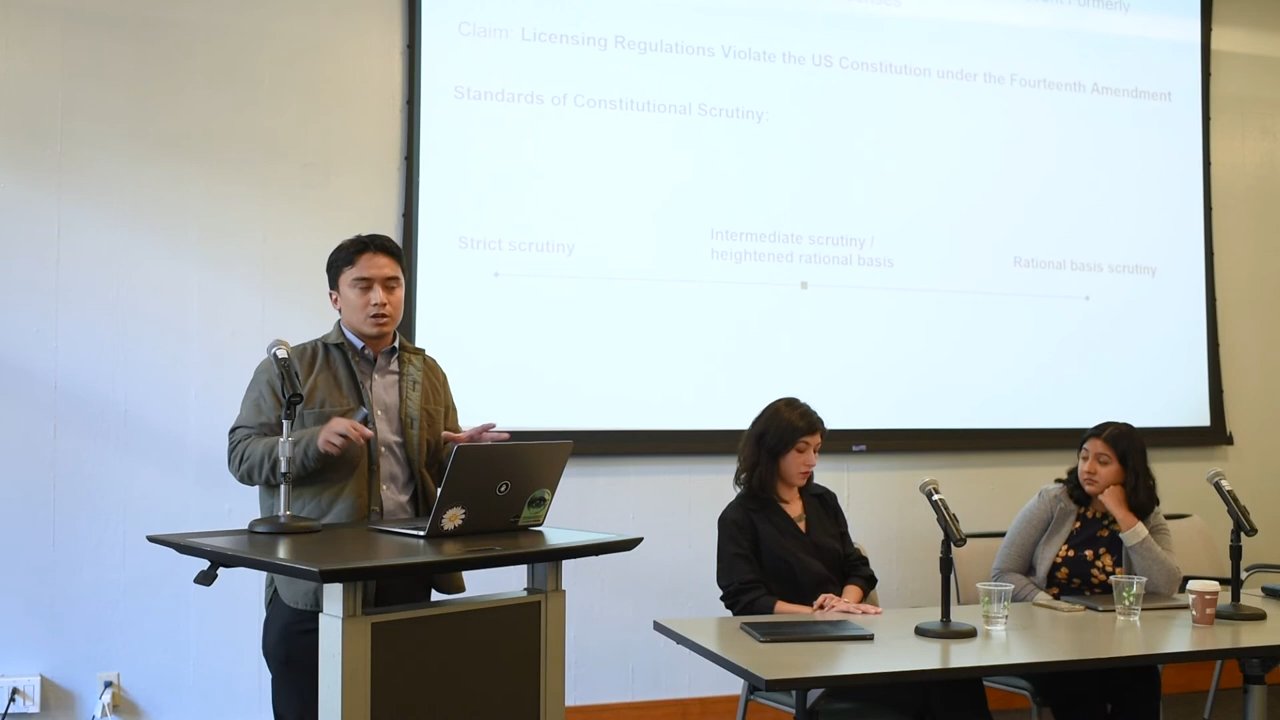 Formerly
Claim: Licensing Regulations Violate the US Constitution under the Fourteenth Amendment
Standards of Constitutional Scrutiny:
Strict scrutiny
Intermediate scrutiny /
heightened rational basis
Rational basis scrutiny